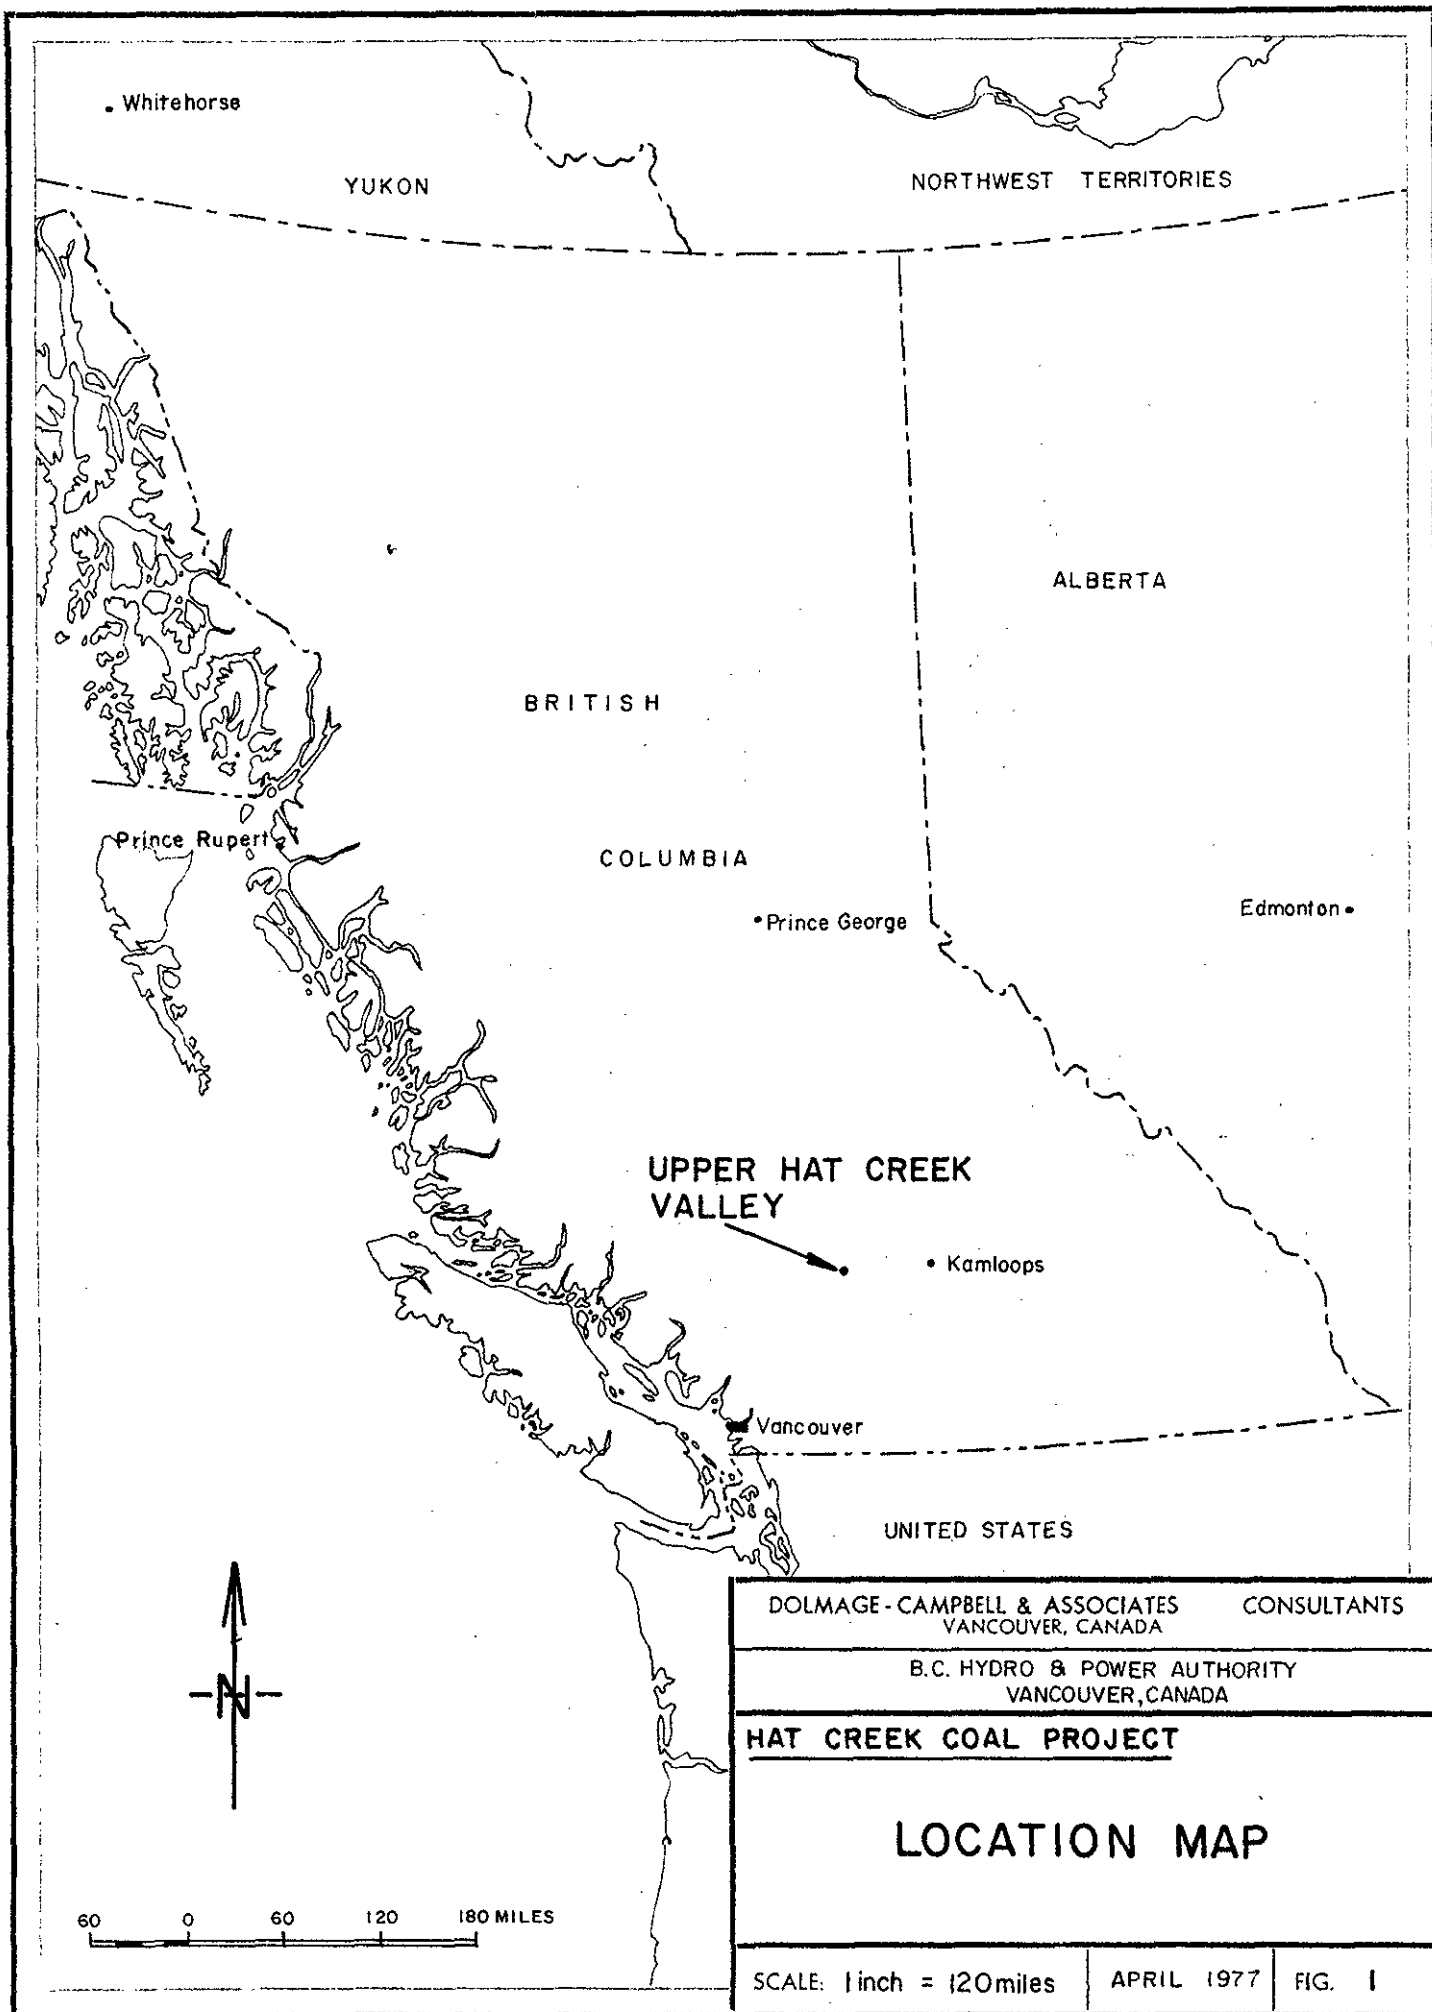 Whitehorse
YUKON
NORTHWEST TERRITORIES
ALBERTA
BRITISH
Prince Rupert
COLUMBIA
Prince George
Edmonton
UPPER HAT CREEK
VALLEY
Kamloops
Vancouver
UNITED STATES
N
60 0 60 120 180 MILES
DOLMAGE-CAMPBELL & ASSOCIATES CONSULTANTS
VANCOUVER, CANADA
B.C. HYDRO & POWER AUTHORITY
VANCOUVER, CANADA
HAT CREEK COAL PROJECT
LOCATION MAP
SCALE: 1 inch = 120 miles APRIL 1977 FIG. 1